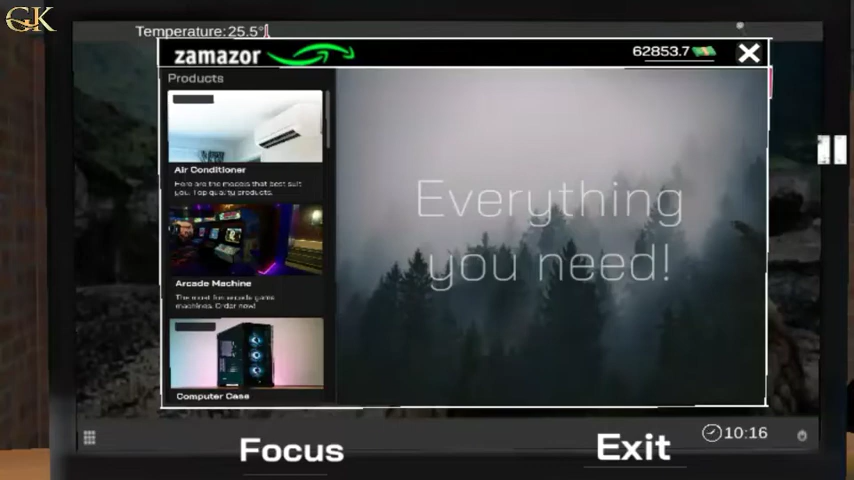 GK
Temperature: 25.5°
zamazor
62853.7
Products
Air Conditioner
Here are the models that best suit
you. Top quality products.
Arcade Machine
The most fun arcade game
machines. Order now!
Computer Case
Everything
you need!
10:16
Focus
Exit